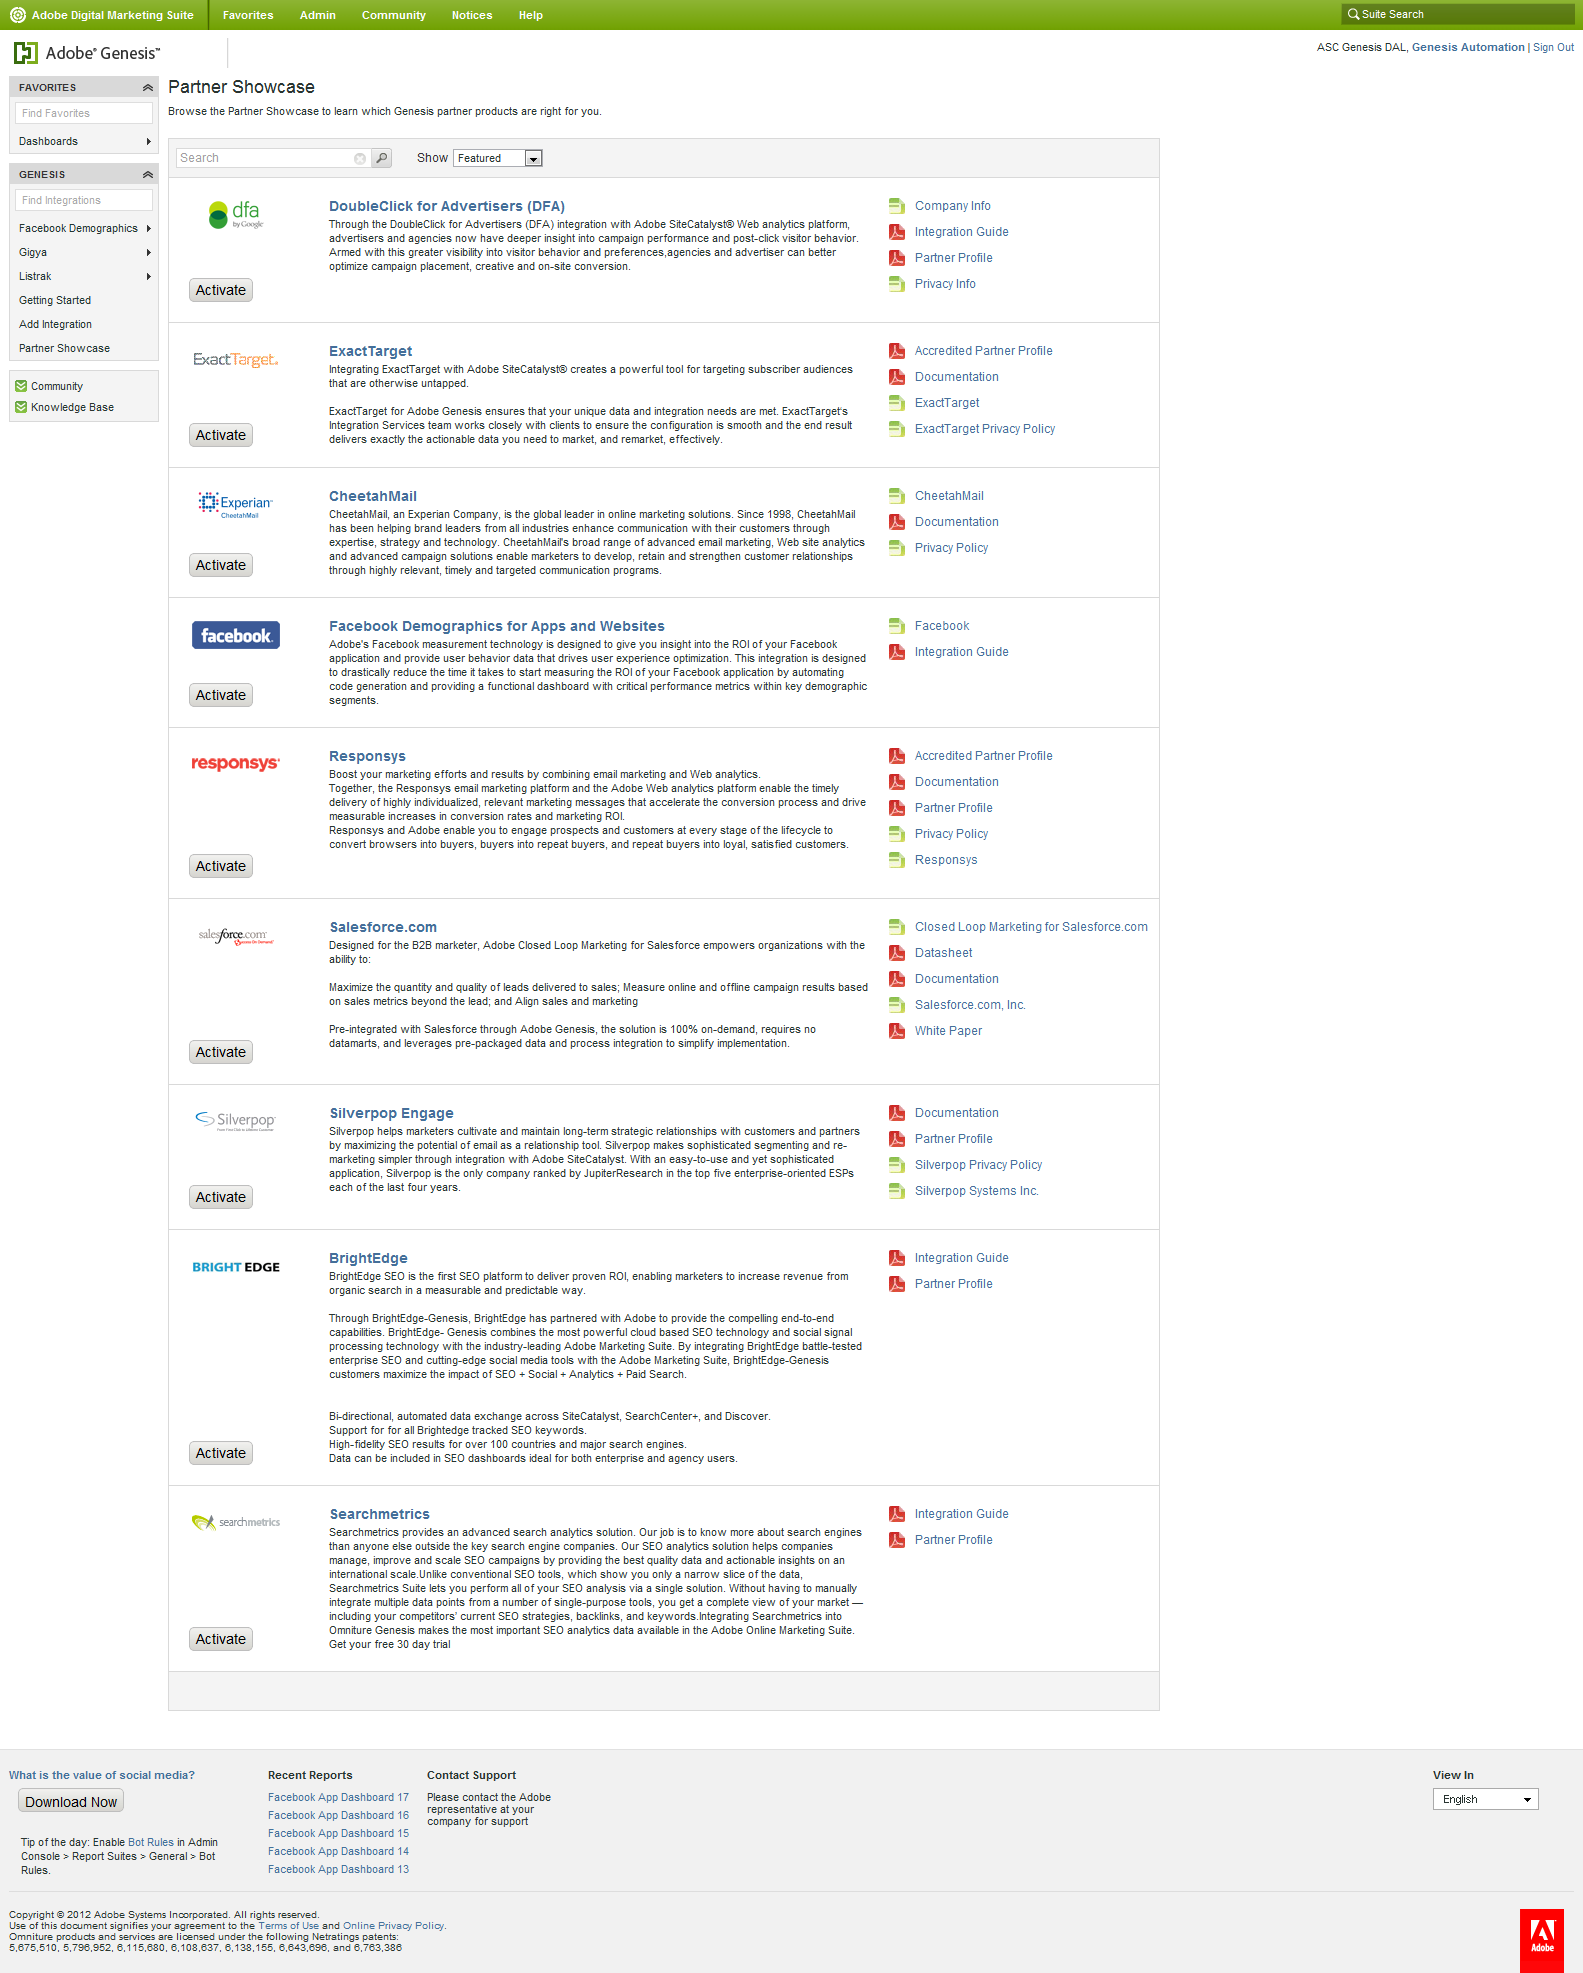 Adobe Digital Marketing Suite Favorites Admin Community Notices Help Suite Search
Adobe® Genesis™
ASC Genesis DAL, Genesis Automation | Sign Out
FAVORITES
Find Favorites
Dashboards
GENESIS
Find Integrations
Facebook Demographics
Gigya
Listrak
Getting Started
Add Integration
Partner Showcase
Community
Knowledge Base
Partner Showcase
Browse the Partner Showcase to learn which Genesis partner products are right for you.
Search Show Featured
dfa
by Google
Activate
DoubleClick for Advertisers (DFA)
Through the DoubleClick for Advertisers (DFA) integration with Adobe SiteCatalyst® Web analytics platform,
advertisers and agencies now have deeper insight into campaign performance and post-click visitor behavior.
Armed with this greater visibility into visitor behavior and preferences,agencies and advertiser can better
optimize campaign placement, creative and on-site conversion.
Company Info
Integration Guide
Partner Profile
Privacy Info
ExactTarget.
Activate
ExactTarget
Integrating ExactTarget with Adobe SiteCatalyst® creates a powerful tool for targeting subscriber audiences
that are otherwise untapped.
ExactTarget for Adobe Genesis ensures that your unique data and integration needs are met. ExactTarget's
Integration Services team works closely with clients to ensure the configuration is smooth and the end result
delivers exactly the actionable data you need to market, and remarket, effectively.
Accredited Partner Profile
Documentation
ExactTarget
ExactTarget Privacy Policy
Experian™
CheetahMail
Activate
CheetahMail
CheetahMail, an Experian Company, is the global leader in online marketing solutions. Since 1998, CheetahMail
has been helping brand leaders from all industries enhance communication with their customers through
expertise, strategy and technology. CheetahMail's broad range of advanced email marketing, Web site analytics
and advanced campaign solutions enable marketers to develop, retain and strengthen customer relationships
through highly relevant, timely and targeted communication programs.
CheetahMail
Documentation
Privacy Policy
facebook.
Activate
Facebook Demographics for Apps and Websites
Adobe's Facebook measurement technology is designed to give you insight into the ROI of your Facebook
application and provide user behavior data that drives user experience optimization. This integration is designed
to drastically reduce the time it takes to start measuring the ROI of your Facebook application by automating
code generation and providing a functional dashboard with critical performance metrics within key demographic
segments.
Facebook
Integration Guide
responsys®
Activate
Responsys
Boost your marketing efforts and results by combining email marketing and Web analytics.
Together, the Responsys email marketing platform and the Adobe Web analytics platform enable the timely
delivery of highly individualized, relevant marketing messages that accelerate the conversion process and drive
measurable increases in conversion rates and marketing ROI.
Responsys and Adobe enable you to engage prospects and customers at every stage of the lifecycle to
convert browsers into buyers, buyers into repeat buyers, and repeat buyers into loyal, satisfied customers.
Accredited Partner Profile
Documentation
Partner Profile
Privacy Policy
Responsys
salesforce.com
Success On Demand
Activate
Salesforce.com
Designed for the B2B marketer, Adobe Closed Loop Marketing for Salesforce empowers organizations with the
ability to:
Maximize the quantity and quality of leads delivered to sales; Measure online and offline campaign results based
on sales metrics beyond the lead; and Align sales and marketing
Pre-integrated with Salesforce through Adobe Genesis, the solution is 100% on-demand, requires no
datamarts, and leverages pre-packaged data and process integration to simplify implementation.
Closed Loop Marketing for Salesforce.com
Datasheet
Documentation
Salesforce.com, Inc.
White Paper
Silverpop
Activate
Silverpop Engage
Silverpop helps marketers cultivate and maintain long-term strategic relationships with customers and partners
by maximizing the potential of email as a relationship tool. Silverpop makes sophisticated segmenting and re-
marketing simpler through integration with Adobe SiteCatalyst. With an easy-to-use and yet sophisticated
application, Silverpop is the only company ranked by JupiterResearch in the top five enterprise-oriented ESPs
each of the last four years.
Documentation
Partner Profile
Silverpop Privacy Policy
Silverpop Systems Inc.
BRIGHT EDGE
Activate
BrightEdge
BrightEdge SEO is the first SEO platform to deliver proven ROI, enabling marketers to increase revenue from
organic search in a measurable and predictable way.
Through BrightEdge-Genesis, BrightEdge has partnered with Adobe to provide the compelling end-to-end
capabilities. BrightEdge- Genesis combines the most powerful cloud based SEO technology and social signal
processing technology with the industry-leading Adobe Marketing Suite. By integrating BrightEdge battle-tested
enterprise SEO and cutting-edge social media tools with the Adobe Marketing Suite, BrightEdge-Genesis
customers maximize the impact of SEO + Social + Analytics + Paid Search.
Bi-directional, automated data exchange across SiteCatalyst, SearchCenter+, and Discover.
Support for for all Brightedge tracked SEO keywords.
High-fidelity SEO results for over 100 countries and major search engines.
Data can be included in SEO dashboards ideal for both enterprise and agency users.
Integration Guide
Partner Profile
searchmetrics
Activate
Searchmetrics
Searchmetrics provides an advanced search analytics solution. Our job is to know more about search engines
than anyone else outside the key search engine companies. Our SEO analytics solution helps companies
manage, improve and scale SEO campaigns by providing the best quality data and actionable insights on an
international scale.Unlike conventional SEO tools, which show you only a narrow slice of the data,
Searchmetrics Suite lets you perform all of your SEO analysis via a single solution. Without having to manually
integrate multiple data points from a number of single-purpose tools, you get a complete view of your market —
including your competitors' current SEO strategies, backlinks, and keywords.Integrating Searchmetrics into
Omniture Genesis makes the most important SEO analytics data available in the Adobe Online Marketing Suite.
Get your free 30 day trial
Integration Guide
Partner Profile
What is the value of social media?
Download Now
Tip of the day: Enable Bot Rules in Admin
Console > Report Suites > General > Bot
Rules.
Recent Reports
Facebook App Dashboard 17
Facebook App Dashboard 16
Facebook App Dashboard 15
Facebook App Dashboard 14
Facebook App Dashboard 13
Contact Support
Please contact the Adobe
representative at your
company for support
View In
English
Copyright © 2012 Adobe Systems Incorporated. All rights reserved.
Use of this document signifies your agreement to the Terms of Use and Online Privacy Policy.
Omniture products and services are licensed under the following Netratings patents:
5,675,510, 5,796,952, 6,115,680, 6,108,637, 6,138,155, 6,643,696, and 6,763,386
Adobe